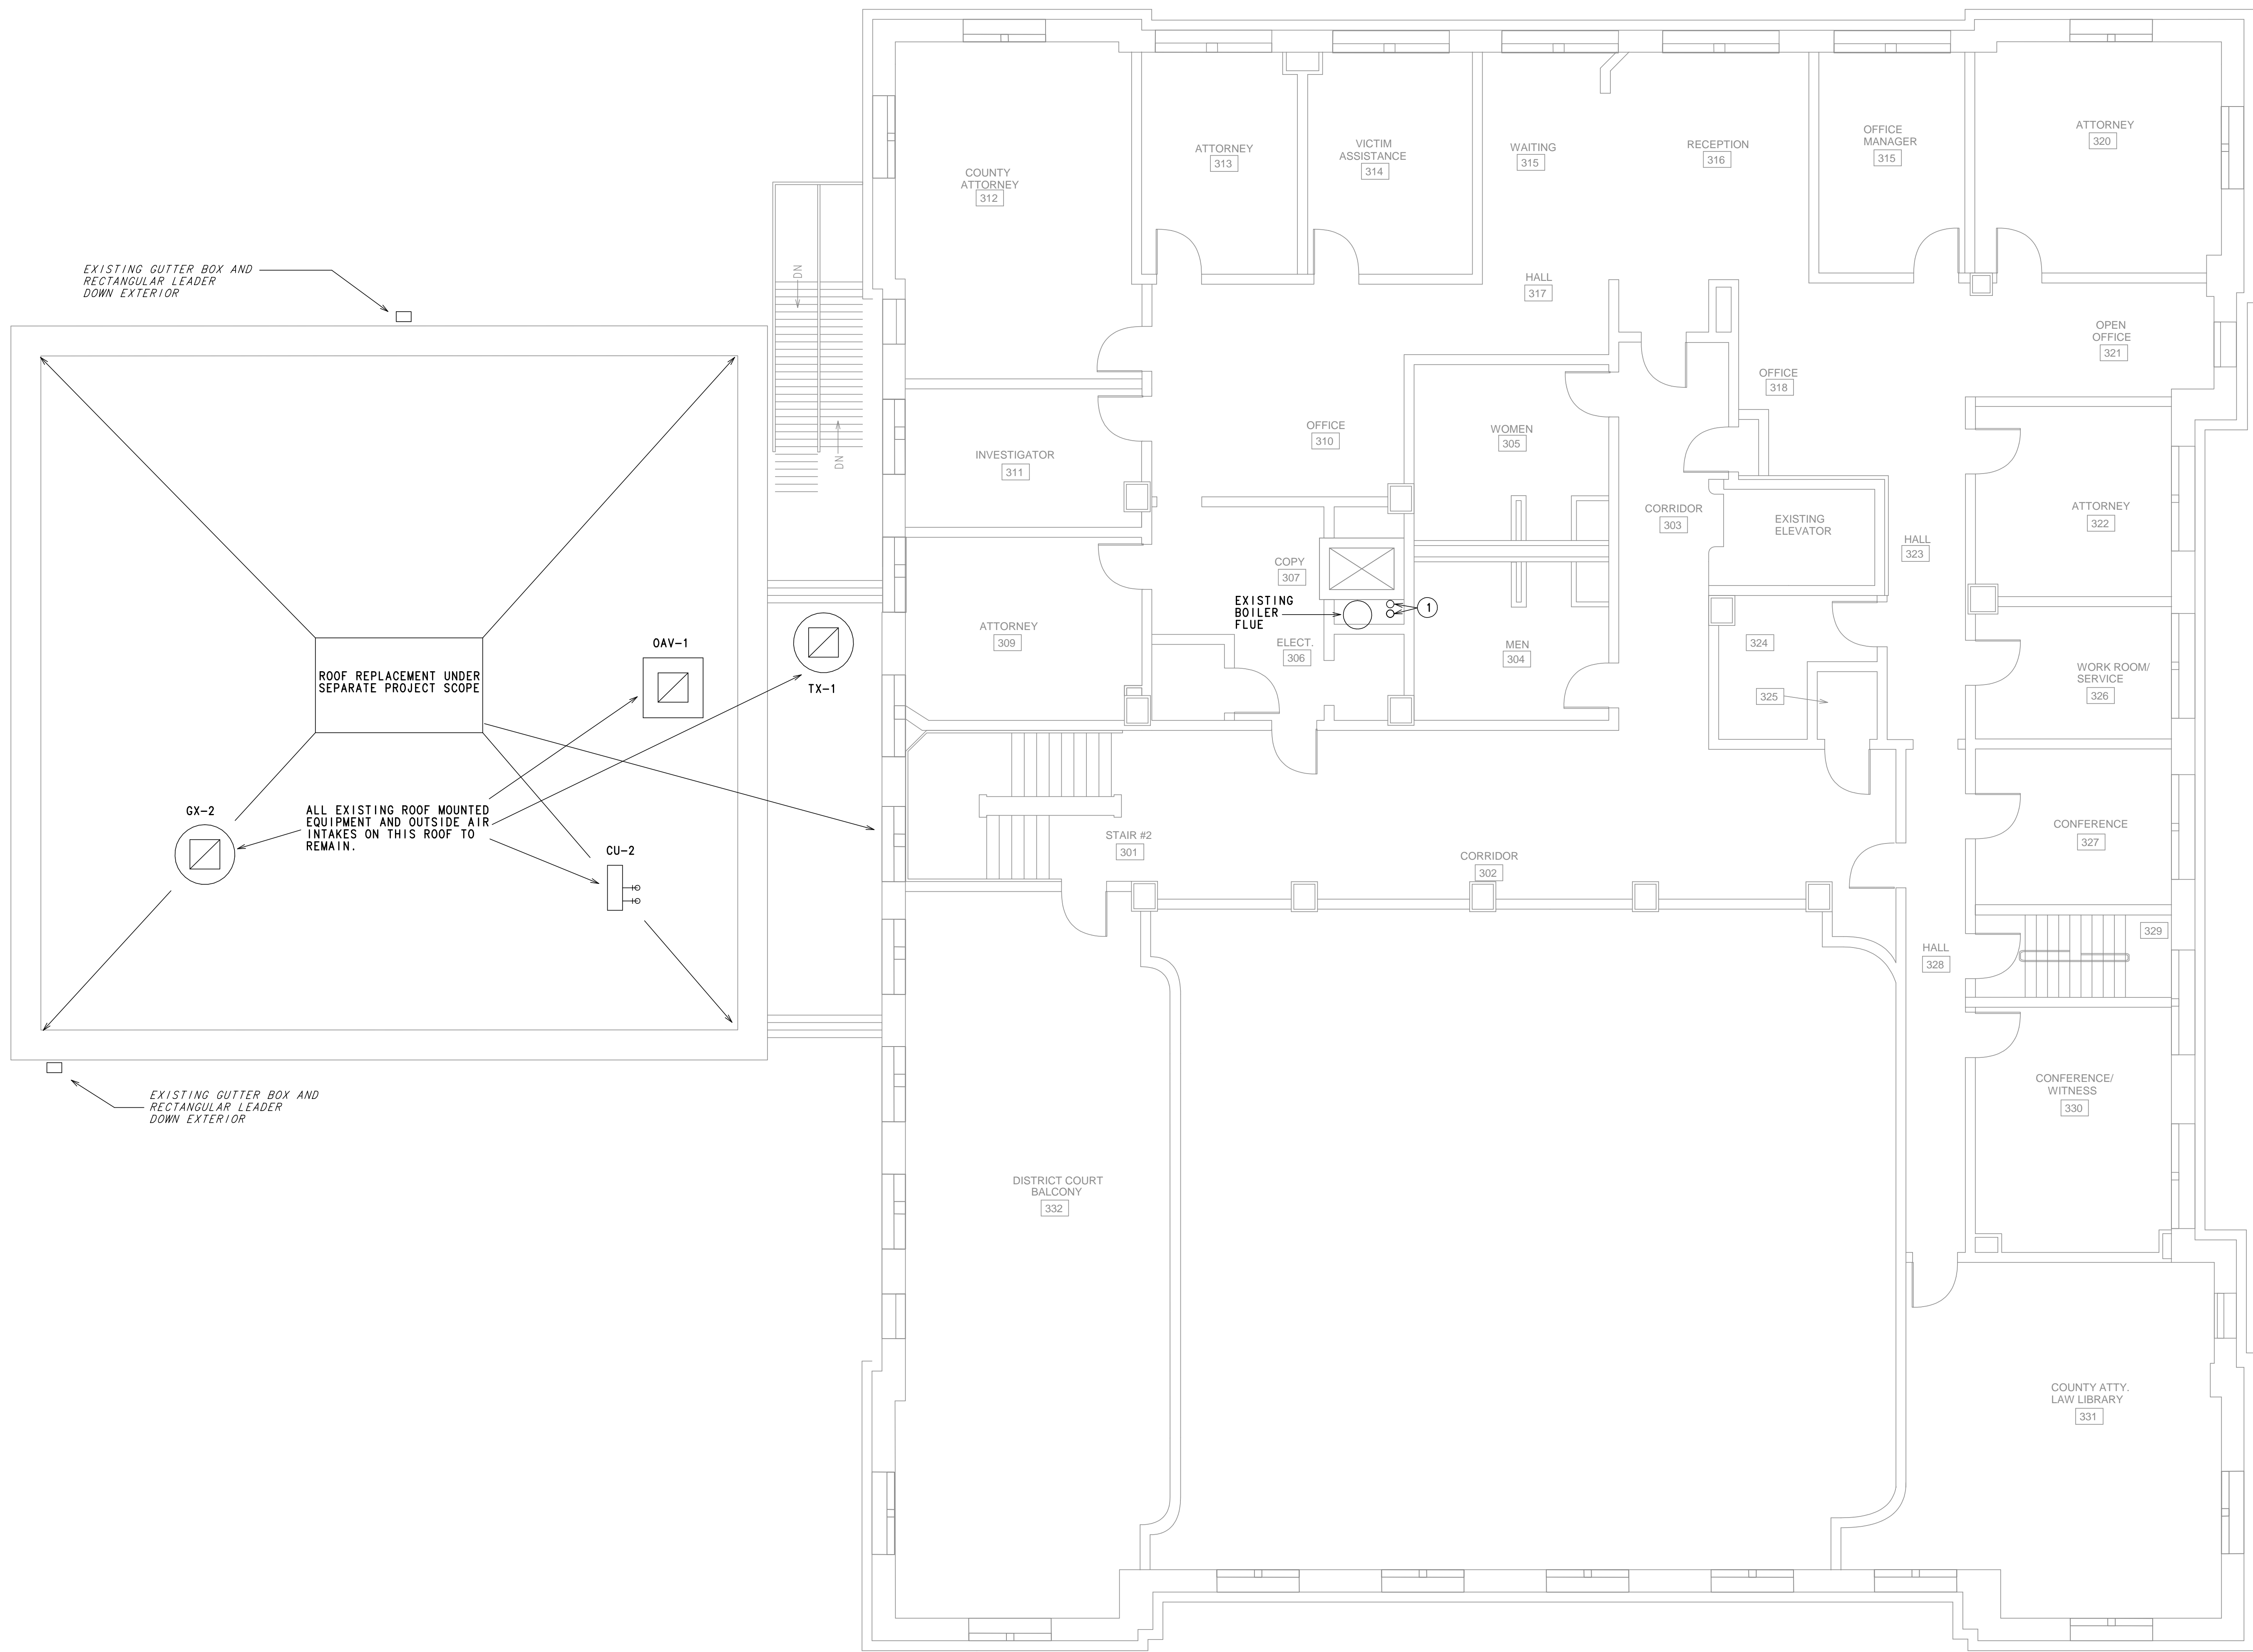 EXISTING GUTTER BOX AND
RECTANGULAR LEADER
DOWN EXTERIOR
ROOF REPLACEMENT UNDER
SEPARATE PROJECT SCOPE
OAV-1
TX-1
GX-2
ALL EXISTING ROOF MOUNTED
EQUIPMENT AND OUTSIDE AIR
INTAKES ON THIS ROOF TO
REMAIN.
CU-2
EXISTING GUTTER BOX AND
RECTANGULAR LEADER
DOWN EXTERIOR
DN
DN
COUNTY
ATTORNEY
312
ATTORNEY
313
VICTIM
ASSISTANCE
314
WAITING
315
RECEPTION
316
OFFICE
MANAGER
315
ATTORNEY
320
HALL
317
OPEN
OFFICE
321
OFFICE
318
INVESTIGATOR
311
OFFICE
310
WOMEN
305
CORRIDOR
303
EXISTING
ELEVATOR
ATTORNEY
322
HALL
323
COPY
307
EXISTING
BOILER
FLUE
1
ATTORNEY
309
ELECT.
306
MEN
304
324
325
WORK ROOM/
SERVICE
326
STAIR #2
301
CORRIDOR
302
CONFERENCE
327
HALL
328
329
CONFERENCE/
WITNESS
330
DISTRICT COURT
BALCONY
332
COUNTY ATTY.
LAW LIBRARY
331